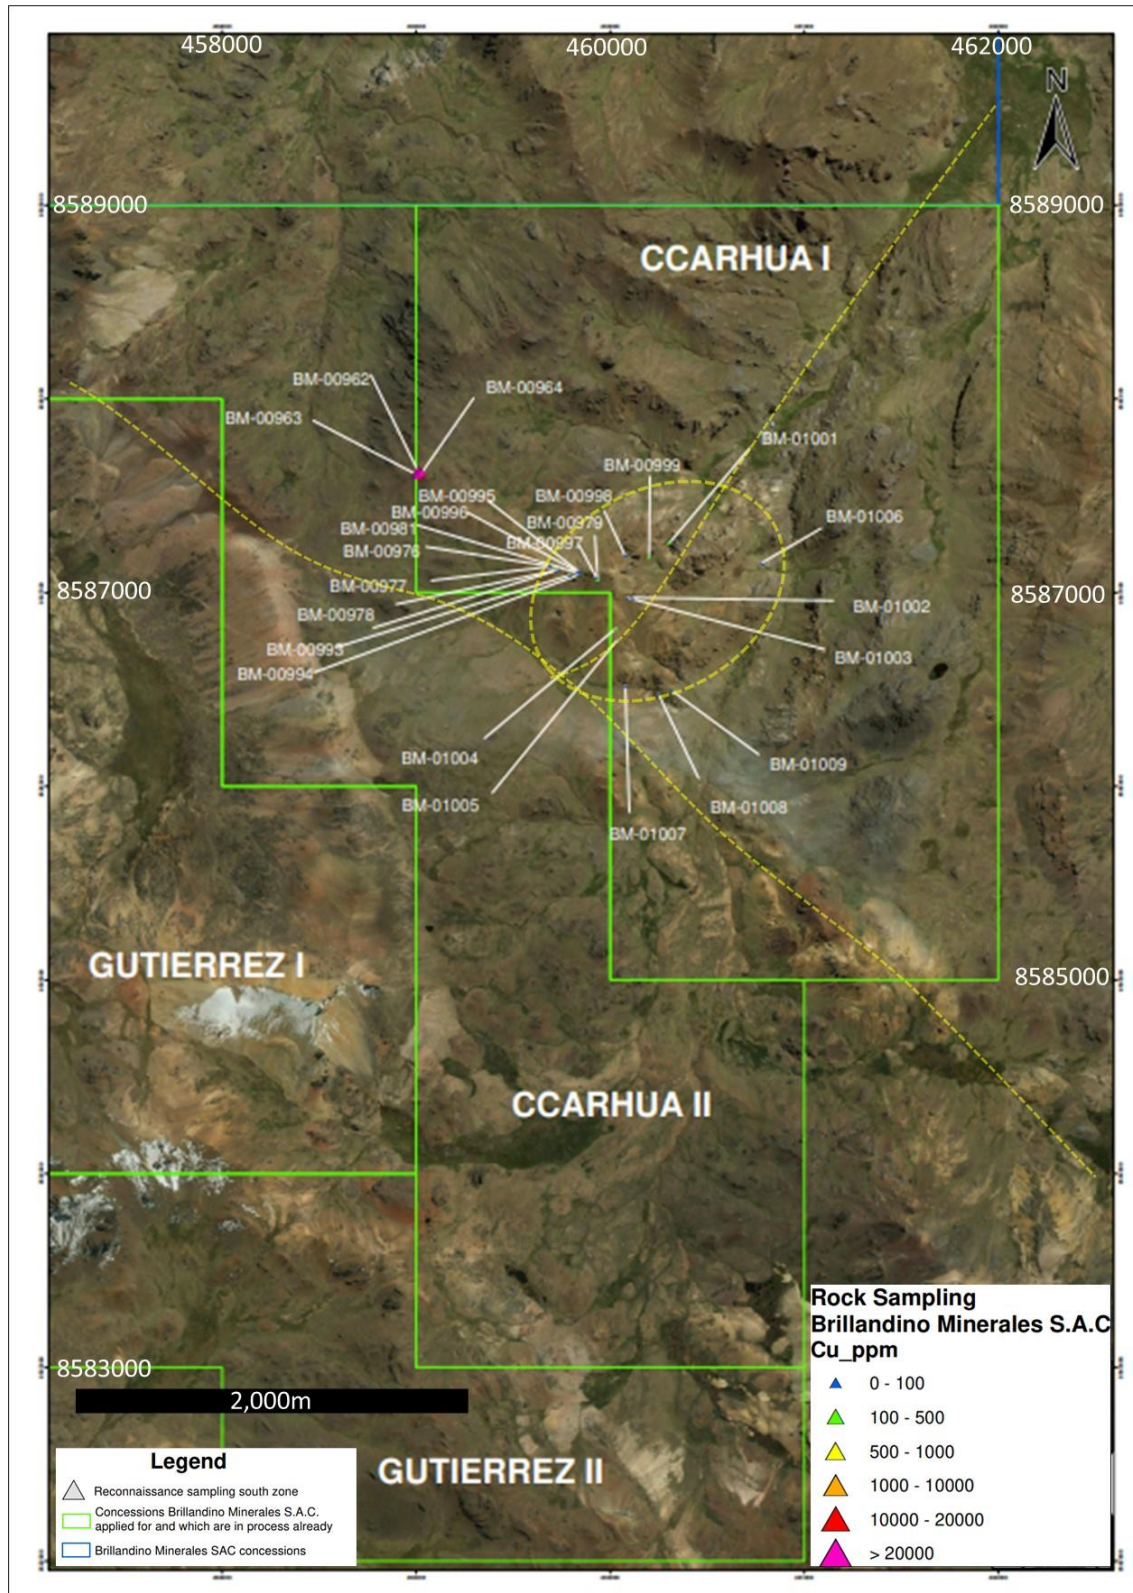 458000
460000
462000
N
8589000
8589000
CCARHUA I
BM-00962
BM-00964
BM-00963
BM-01001
BM-00999
BM-00995
BM-00998
BM-00996
BM-01006
BM-00981
BM-00979
BM-00976
BM-00997
BM-00977
8587000
8587000
BM-00978
BM-01002
BM-00993
BM-01003
BM-00994
BM-01004
BM-01009
BM-01005
BM-01008
BM-01007
GUTIERREZ I
8585000
CCARHUA II
8583000
2,000m
GUTIERREZ II
Rock Sampling
Brillandino Minerales S.A.C
Cu_ppm
0 - 100
100 - 500
500 - 1000
1000 - 10000
10000 - 20000
> 20000
Legend
Reconnaissance sampling south zone
Concessions Brillandino Minerales S.A.C.
applied for and which are in process already
Brillandino Minerales SAC concessions